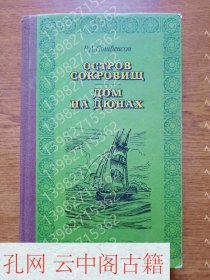 Р.Л.Стивенсон
ОСТРОВ
СОКРОВИЩ
ДОМ
НА ДЮНАХ
孔网 云中阁古籍